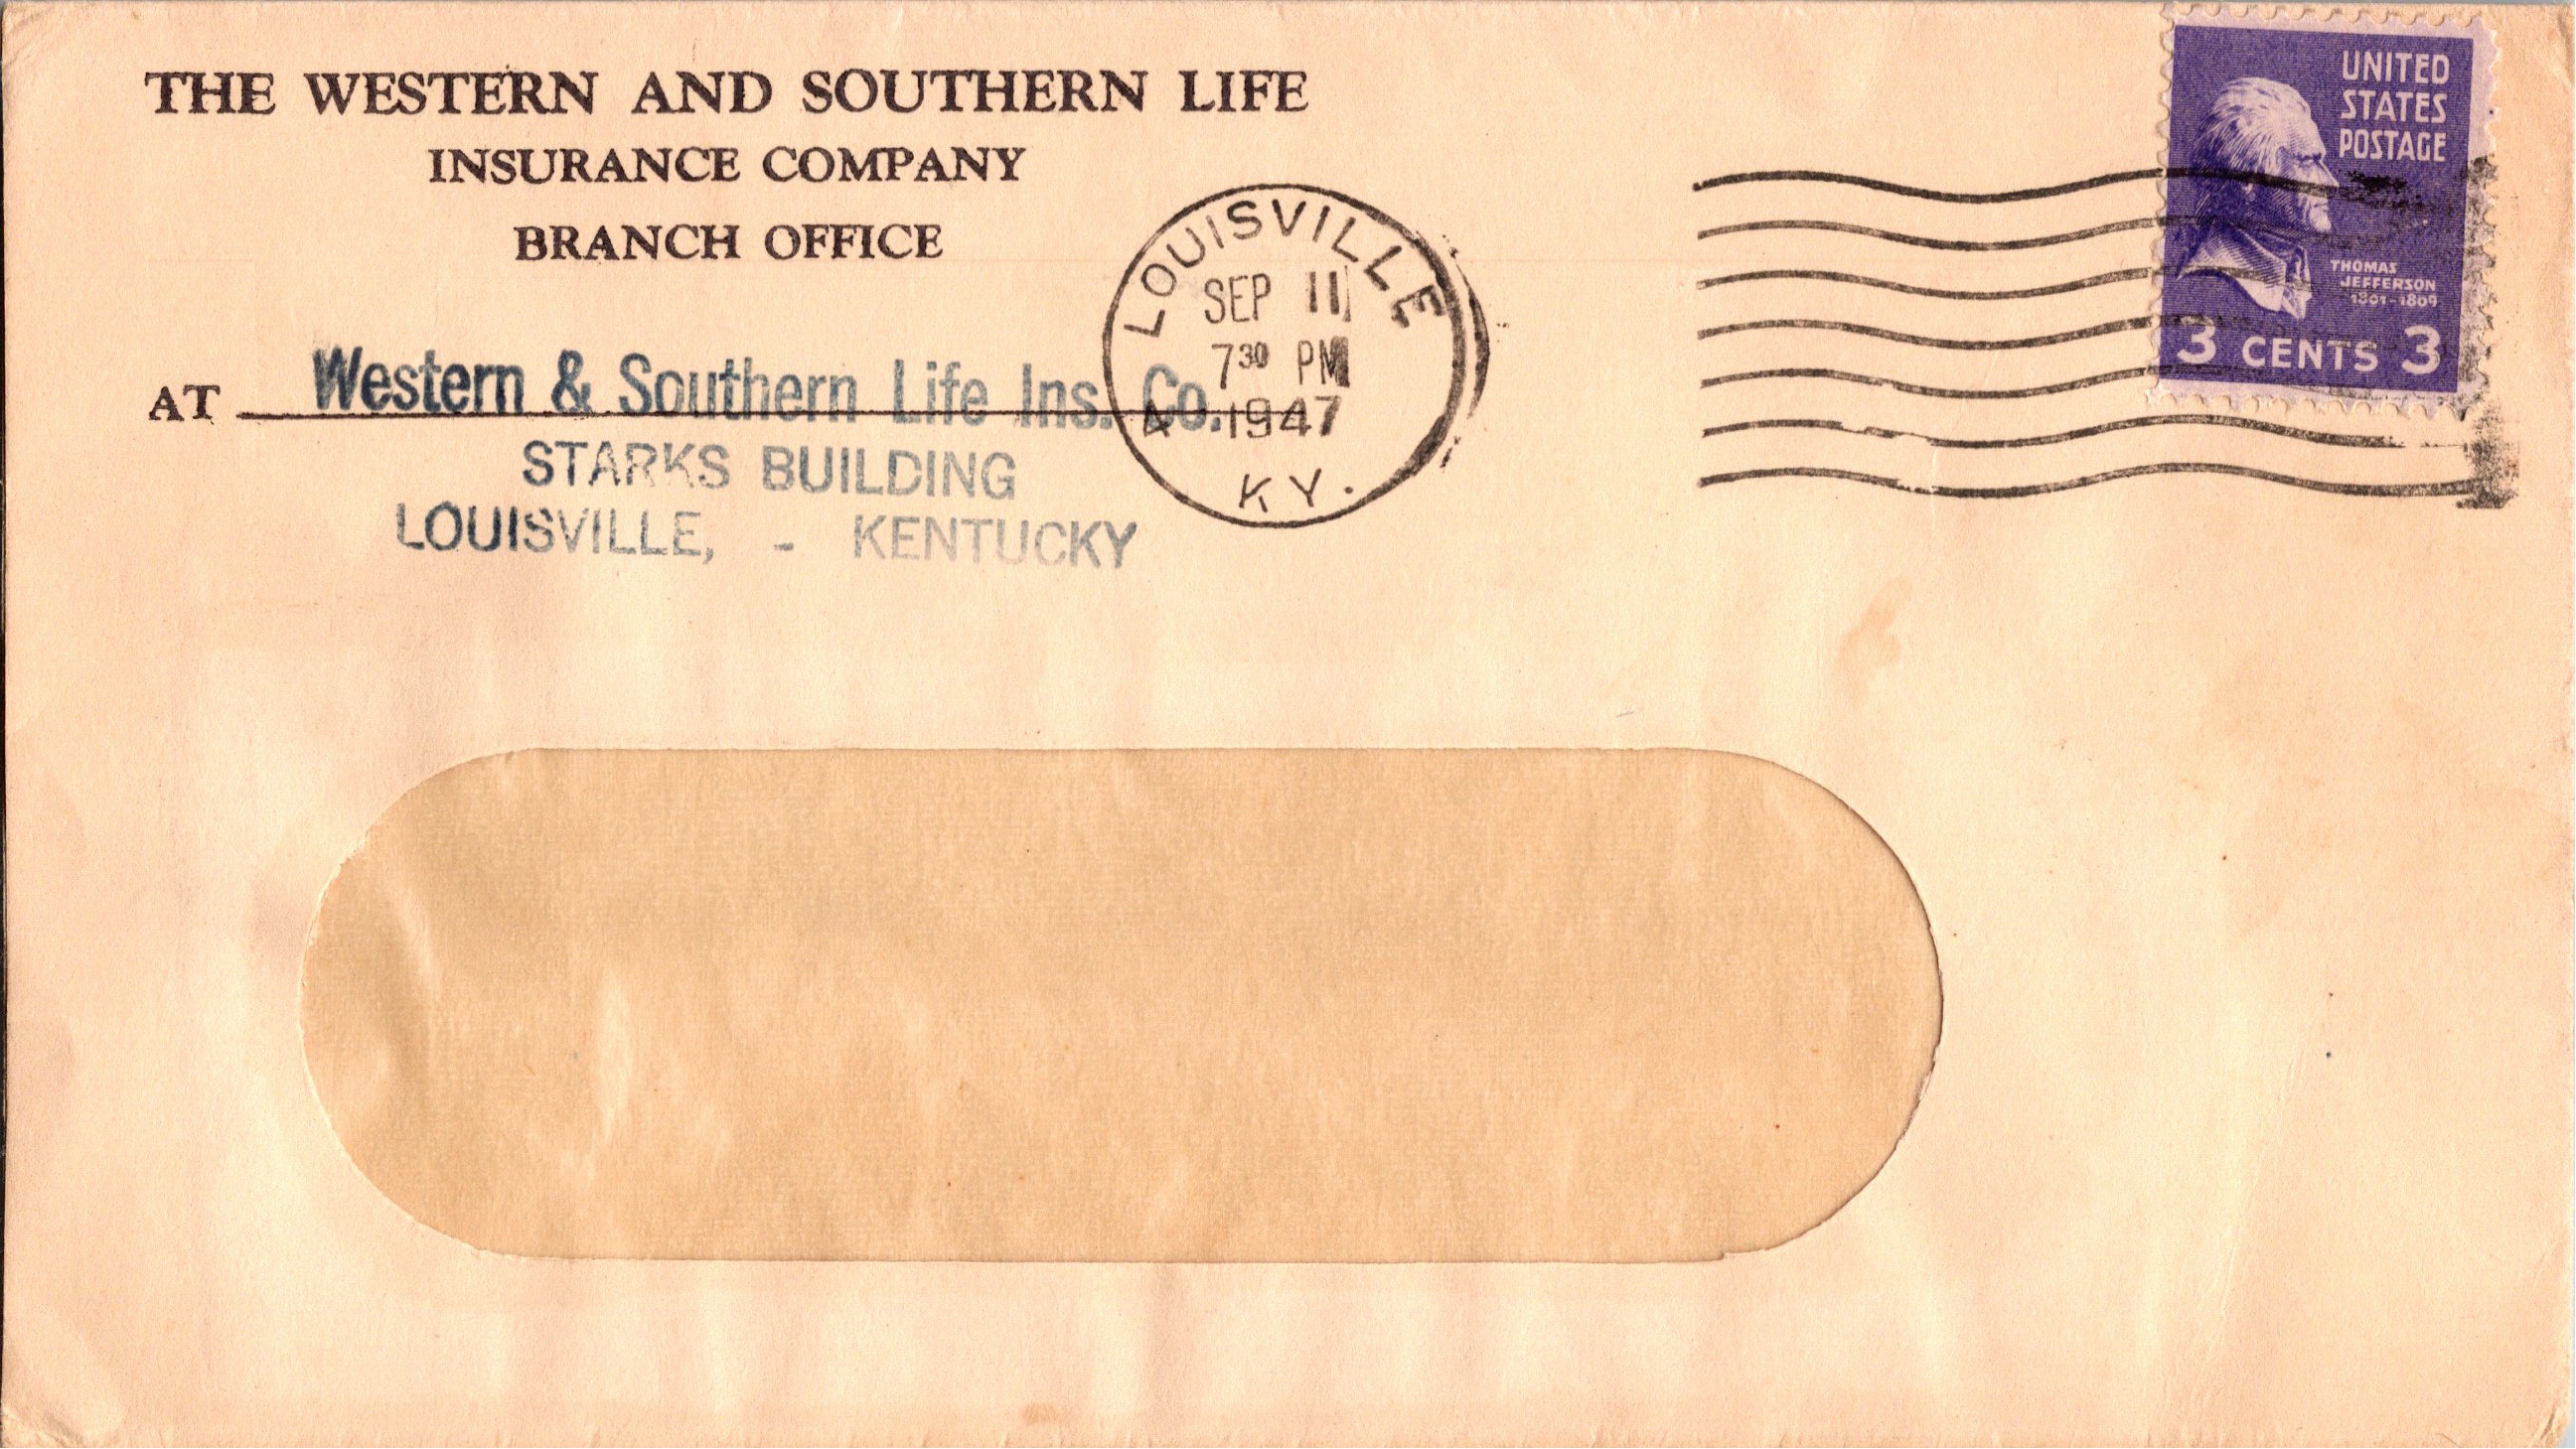 THE WESTERN AND SOUTHERN LIFE
INSURANCE COMPANY
BRANCH OFFICE
AT Western & Southern Life Ins. Co.
STARKS BUILDING
LOUISVILLE, - KENTUCKY
LOUISVILLE
SEP 11
7 30 PM
4 1947
KY.
UNITED
STATES
POSTAGE
THOMAS
JEFFERSON
1801-1809
3 CENTS 3